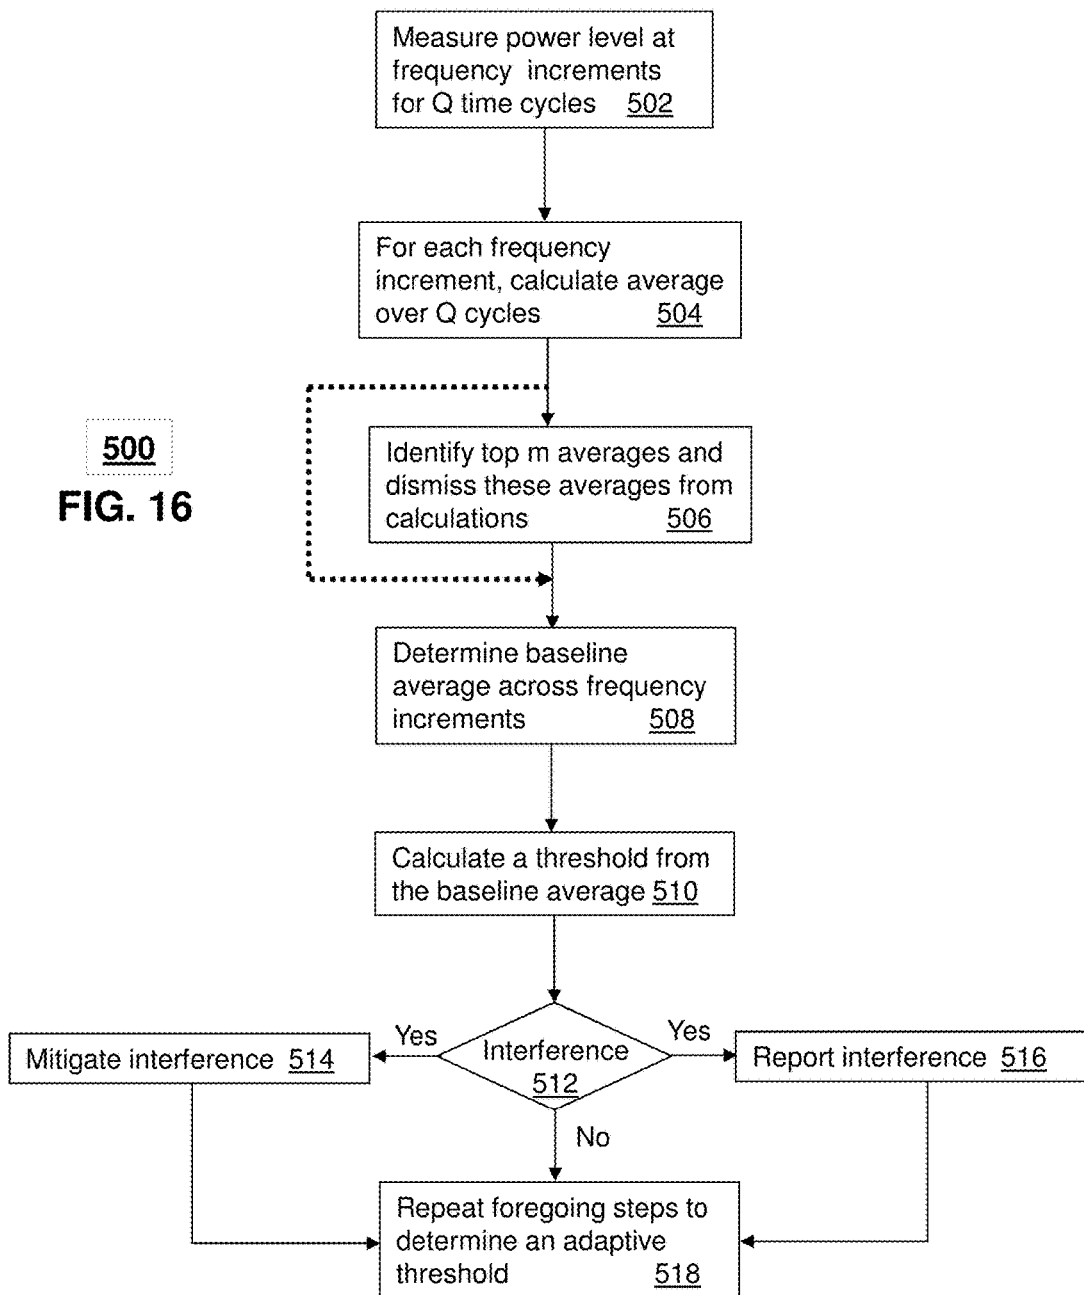 Measure power level at
frequency increments
for Q time cycles 502
For each frequency
increment, calculate average
over Q cycles 504
500
FIG. 16
Identify top m averages and
dismiss these averages from
calculations 506
Determine baseline
average across frequency
increments 508
Calculate a threshold from
the baseline average 510
Yes
Yes
Mitigate interference 514
Interference
512
Report interference 516
No
Repeat foregoing steps to
determine an adaptive
threshold 518